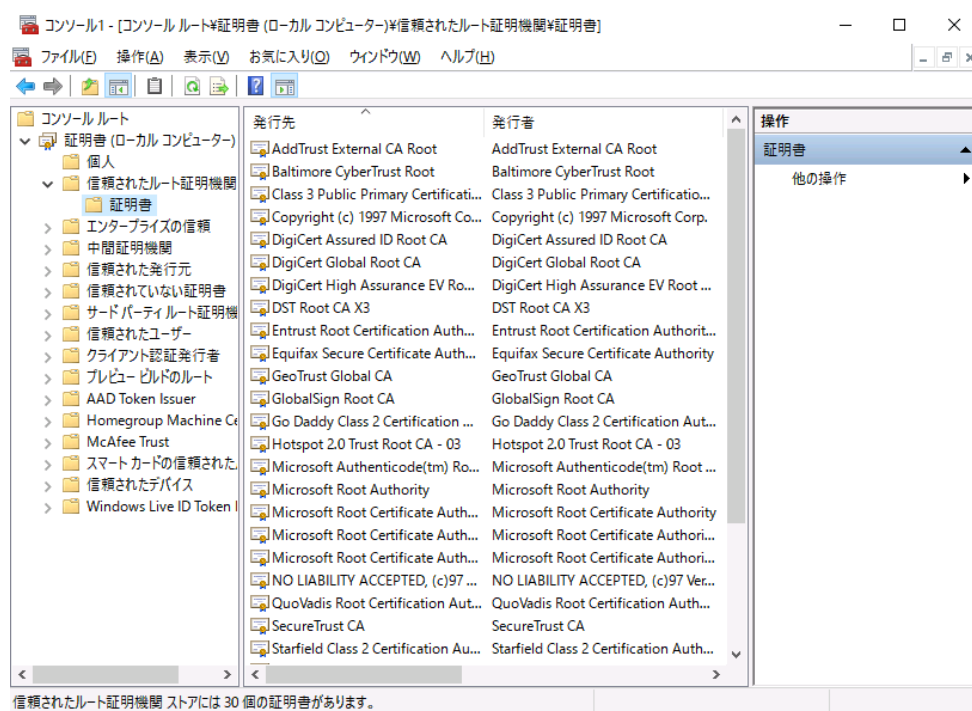 コンソール1 - [コンソール ルート¥証明書 (ローカル コンピューター)¥信頼されたルート証明機関¥証明書]
ファイル(F) 操作(A) 表示(V) お気に入り(O) ウィンドウ(W) ヘルプ(H)
コンソール ルート
証明書 (ローカル コンピューター)
個人
信頼されたルート証明機関
証明書
エンタープライズの信頼
中間証明機関
信頼された発行元
信頼されていない証明書
サード パーティ ルート証明機
信頼されたユーザー
クライアント認証発行者
プレビュー ビルドのルート
AAD Token Issuer
Homegroup Machine Ce
McAfee Trust
スマート カードの信頼された
信頼されたデバイス
Windows Live ID Token I
発行先 発行者
AddTrust External CA Root AddTrust External CA Root
Baltimore CyberTrust Root Baltimore CyberTrust Root
Class 3 Public Primary Certificati... Class 3 Public Primary Certificatio...
Copyright (c) 1997 Microsoft Co... Copyright (c) 1997 Microsoft Corp.
DigiCert Assured ID Root CA DigiCert Assured ID Root CA
DigiCert Global Root CA DigiCert Global Root CA
DigiCert High Assurance EV Ro... DigiCert High Assurance EV Root ...
DST Root CA X3 DST Root CA X3
Entrust Root Certification Auth... Entrust Root Certification Authorit...
Equifax Secure Certificate Auth... Equifax Secure Certificate Authority
GeoTrust Global CA GeoTrust Global CA
GlobalSign Root CA GlobalSign Root CA
Go Daddy Class 2 Certification ... Go Daddy Class 2 Certification Aut...
Hotspot 2.0 Trust Root CA - 03 Hotspot 2.0 Trust Root CA - 03
Microsoft Authenticode(tm) Ro... Microsoft Authenticode(tm) Root ...
Microsoft Root Authority Microsoft Root Authority
Microsoft Root Certificate Auth... Microsoft Root Certificate Authority
Microsoft Root Certificate Auth... Microsoft Root Certificate Authori...
Microsoft Root Certificate Auth... Microsoft Root Certificate Authori...
NO LIABILITY ACCEPTED, (c)97 ... NO LIABILITY ACCEPTED, (c)97 Ver...
QuoVadis Root Certification Aut... QuoVadis Root Certification Auth...
SecureTrust CA SecureTrust CA
Starfield Class 2 Certification Au... Starfield Class 2 Certification Auth...
操作
証明書
他の操作
信頼されたルート証明機関 ストアには 30 個の証明書があります。